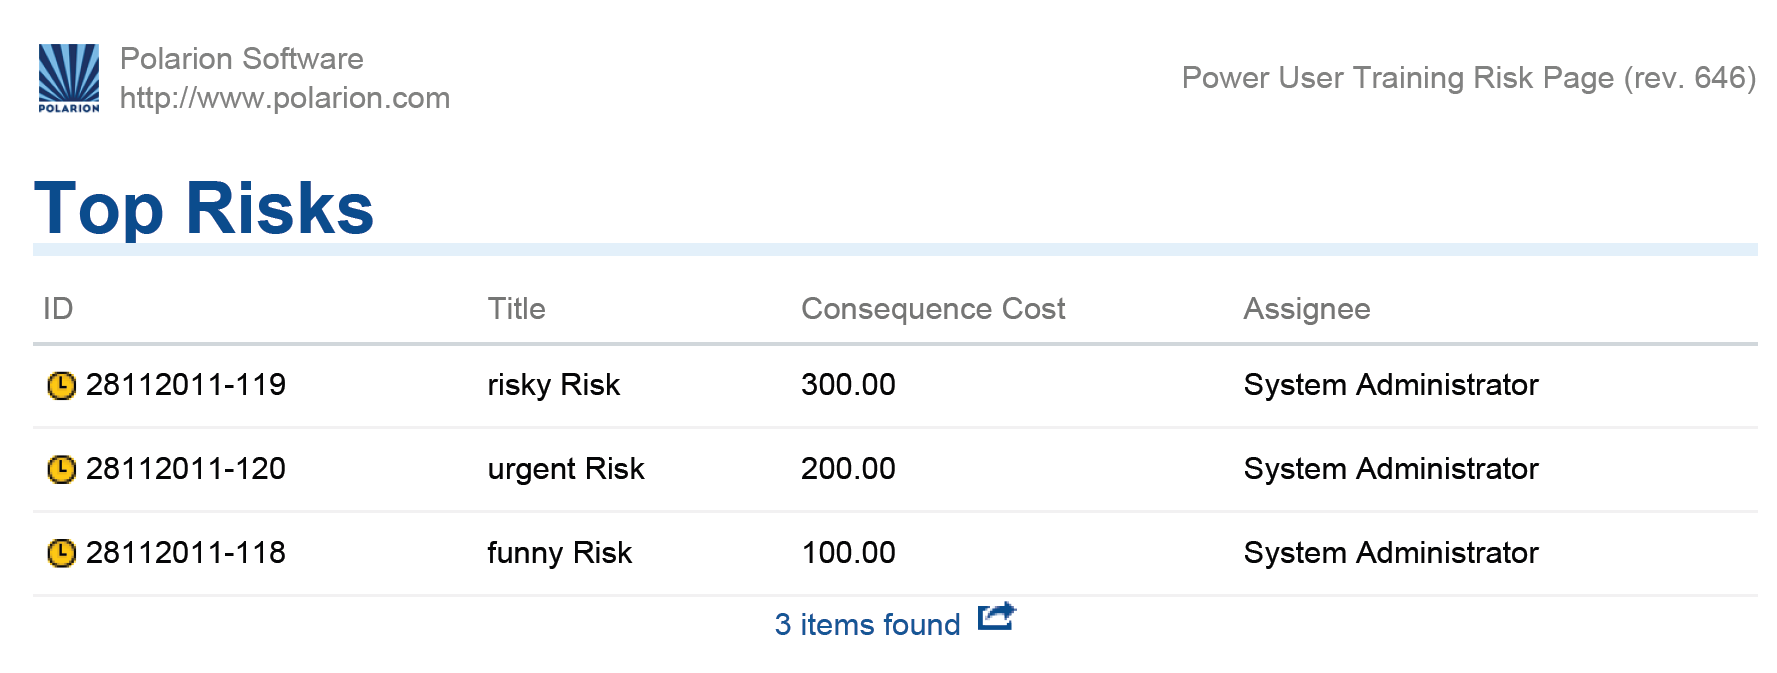 POLARION
Polarion Software
http://www.polarion.com
Power User Training Risk Page (rev. 646)
Top Risks
ID Title Consequence Cost Assignee
28112011-119 risky Risk 300.00 System Administrator
28112011-120 urgent Risk 200.00 System Administrator
28112011-118 funny Risk 100.00 System Administrator
3 items found